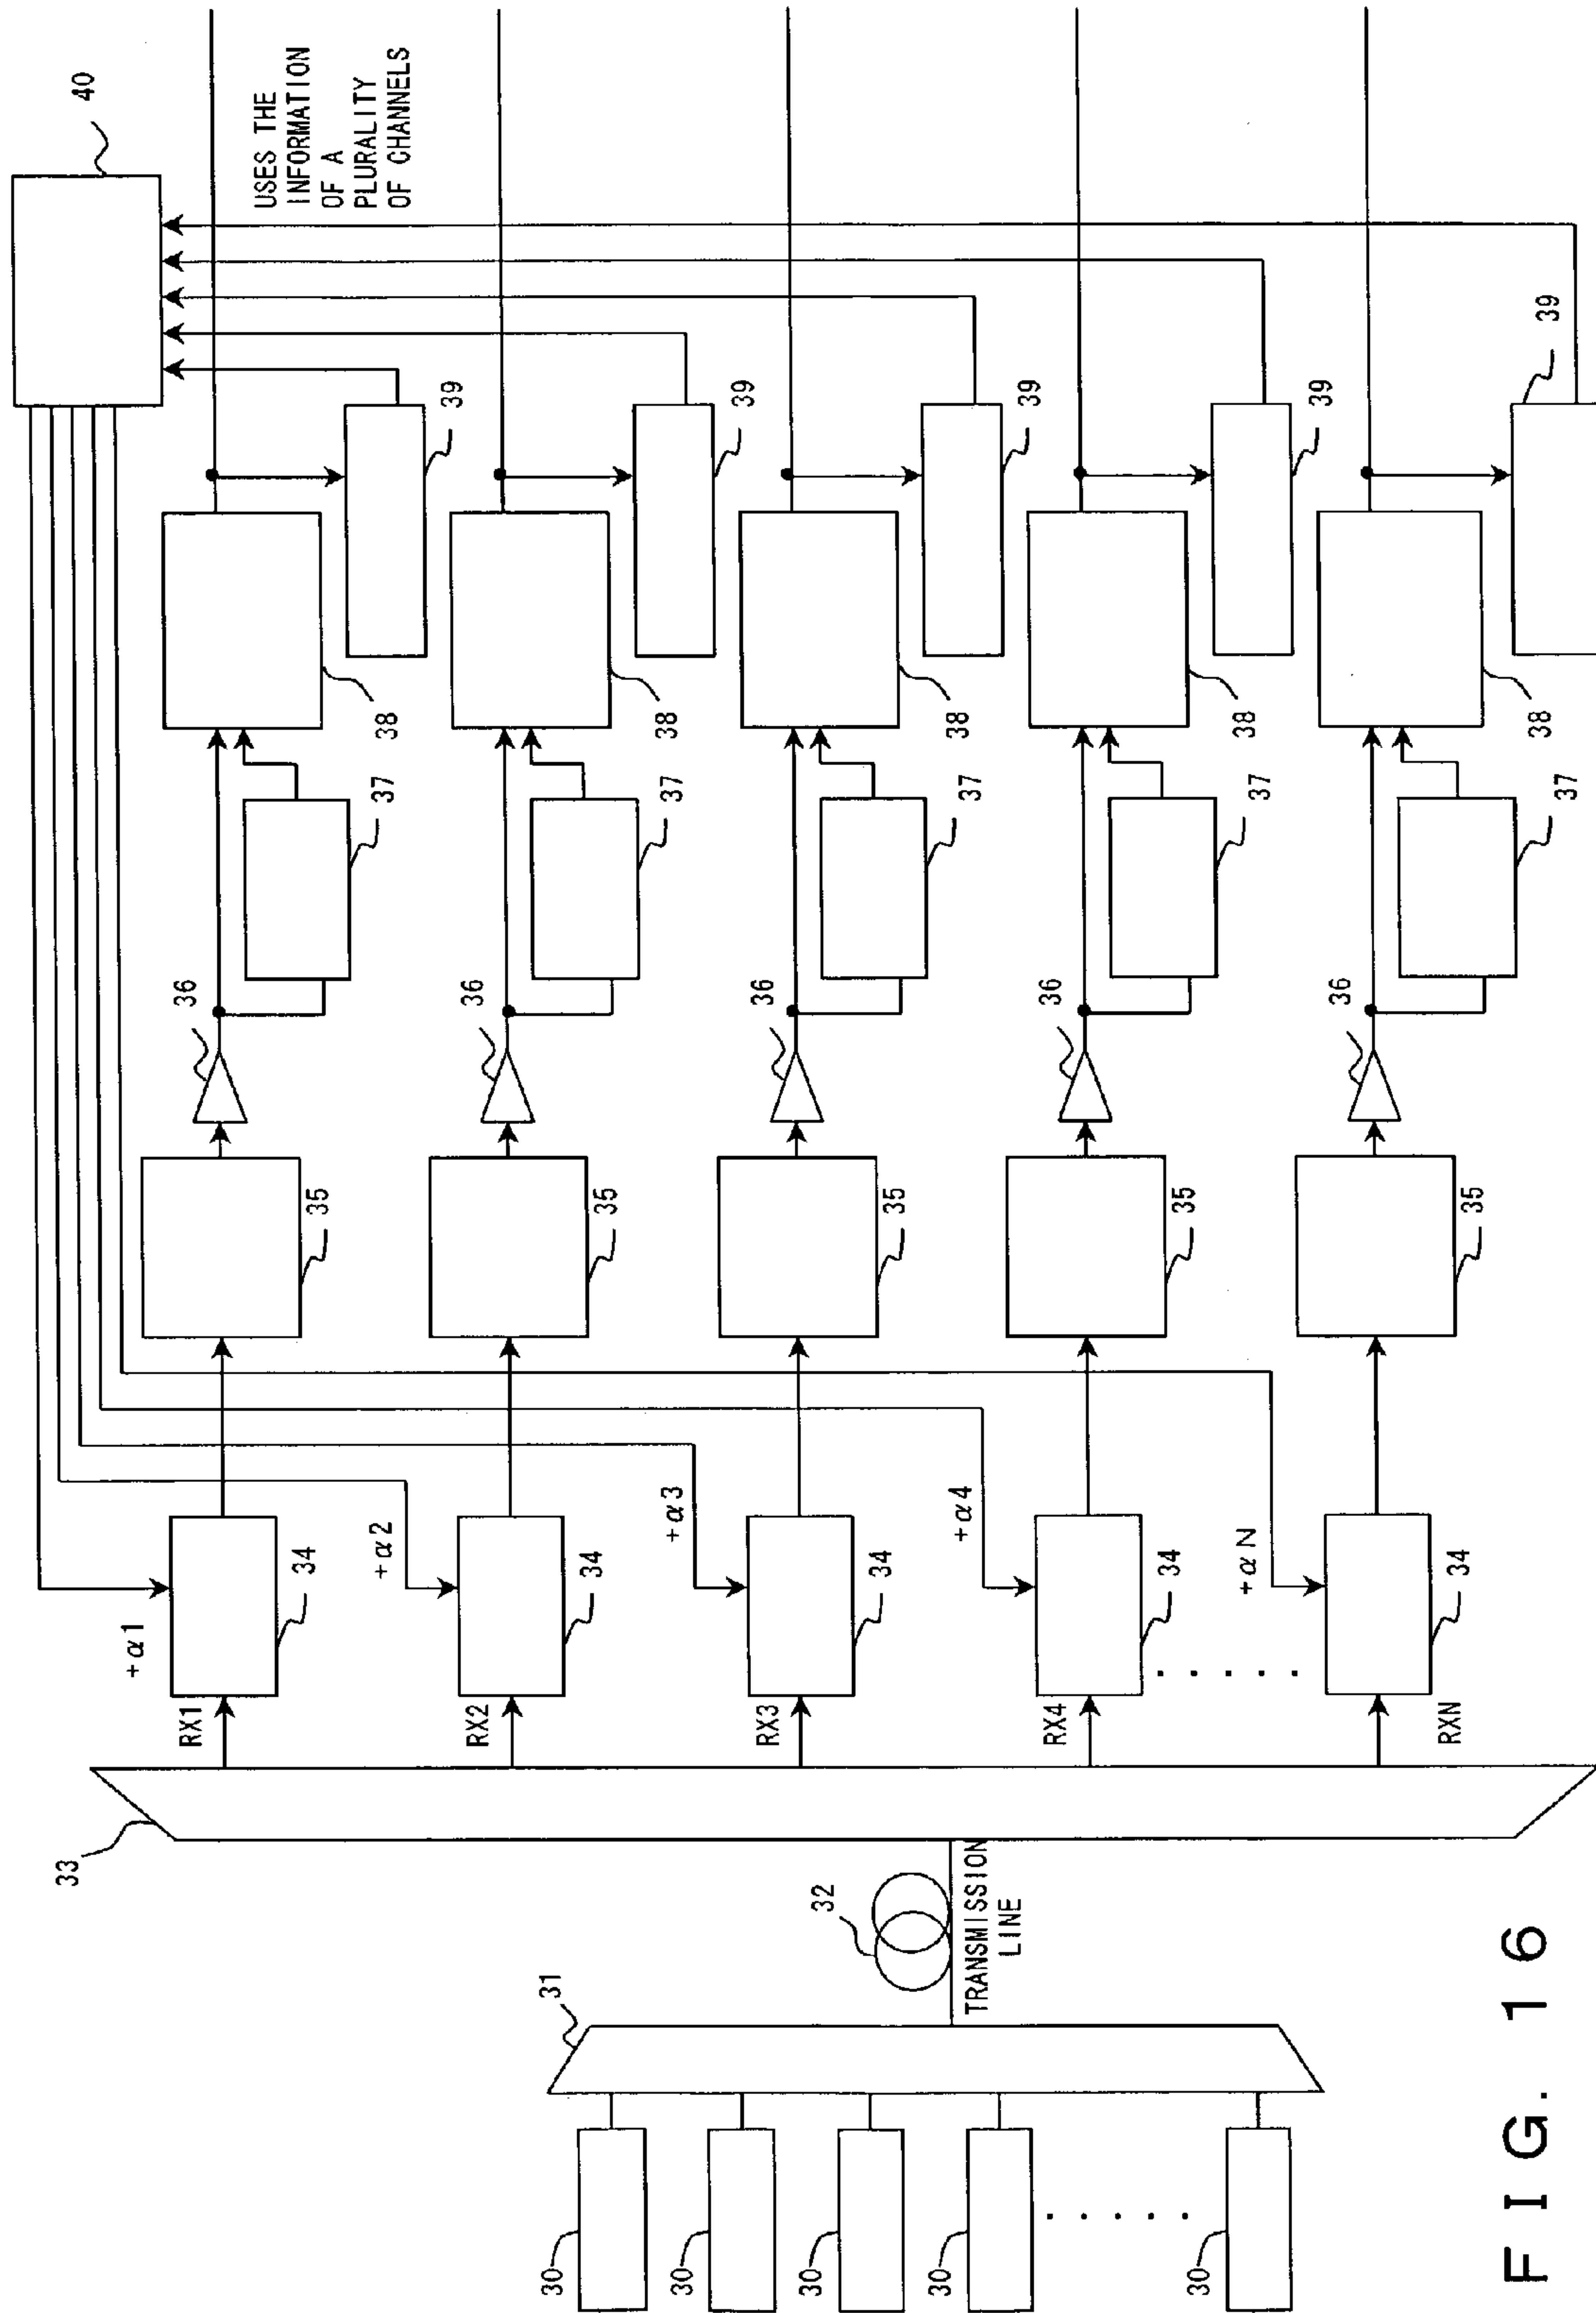 40
USES THE
INFORMATION
OF A
PLURALITY
OF CHANNELS
39
39
39
39
39
38
38
38
38
38
37
37
37
37
37
36
36
36
36
36
35
35
35
35
35
+α1
+α2
+α3
+α4
+αN
34
34
34
34
34
. . . . .
RX1
RX2
RX3
RX4
RXN
33
32
TRANSMISSION
LINE
31
30
30
30
30
. . . . .
30
FIG. 16